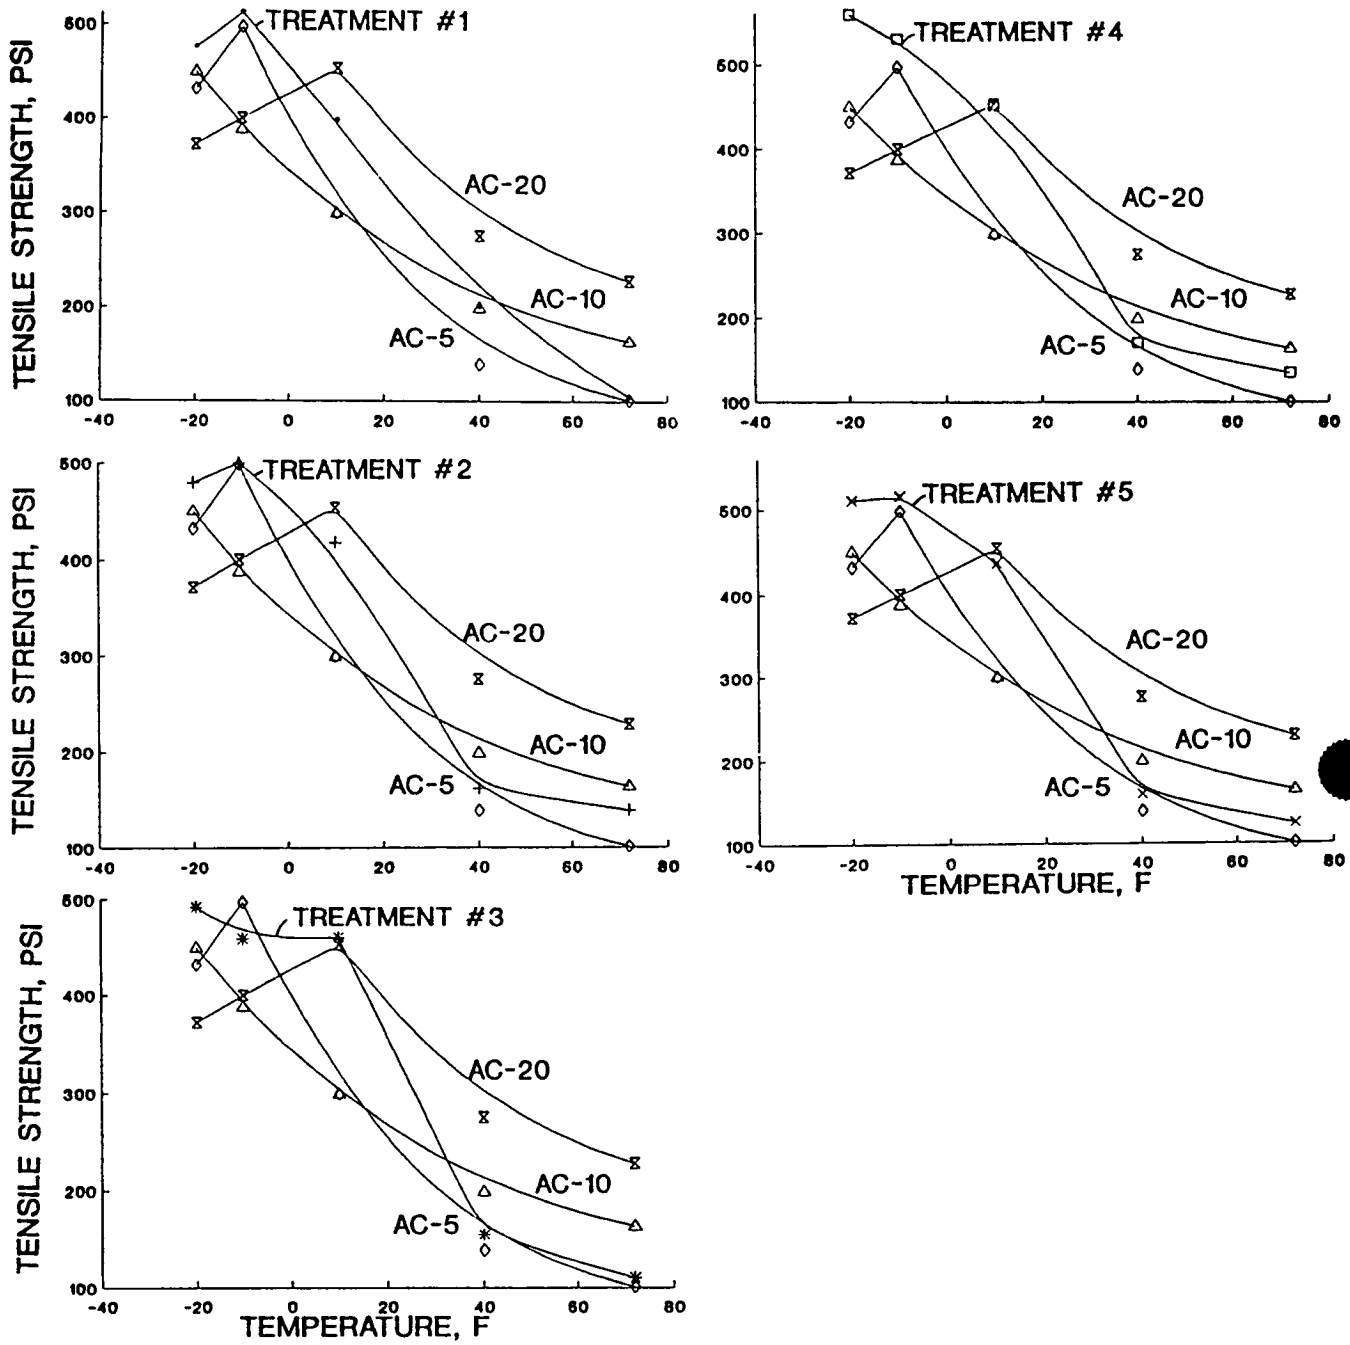 TENSILE STRENGTH, PSI
500
400
300
200
100
-40 -20 0 20 40 60 80
TREATMENT #1
AC-20
AC-10
AC-5
500
400
300
200
100
-40 -20 0 20 40 60 80
TREATMENT #4
AC-20
AC-10
AC-5
TENSILE STRENGTH, PSI
500
400
300
200
100
-40 -20 0 20 40 60 80
TREATMENT #2
AC-20
AC-10
AC-5
500
400
300
200
100
-40 -20 0 20 40 60 80
TEMPERATURE, F
TREATMENT #5
AC-20
AC-10
AC-5
TENSILE STRENGTH, PSI
500
400
300
200
100
-40 -20 0 20 40 60 80
TEMPERATURE, F
TREATMENT #3
AC-20
AC-10
AC-5